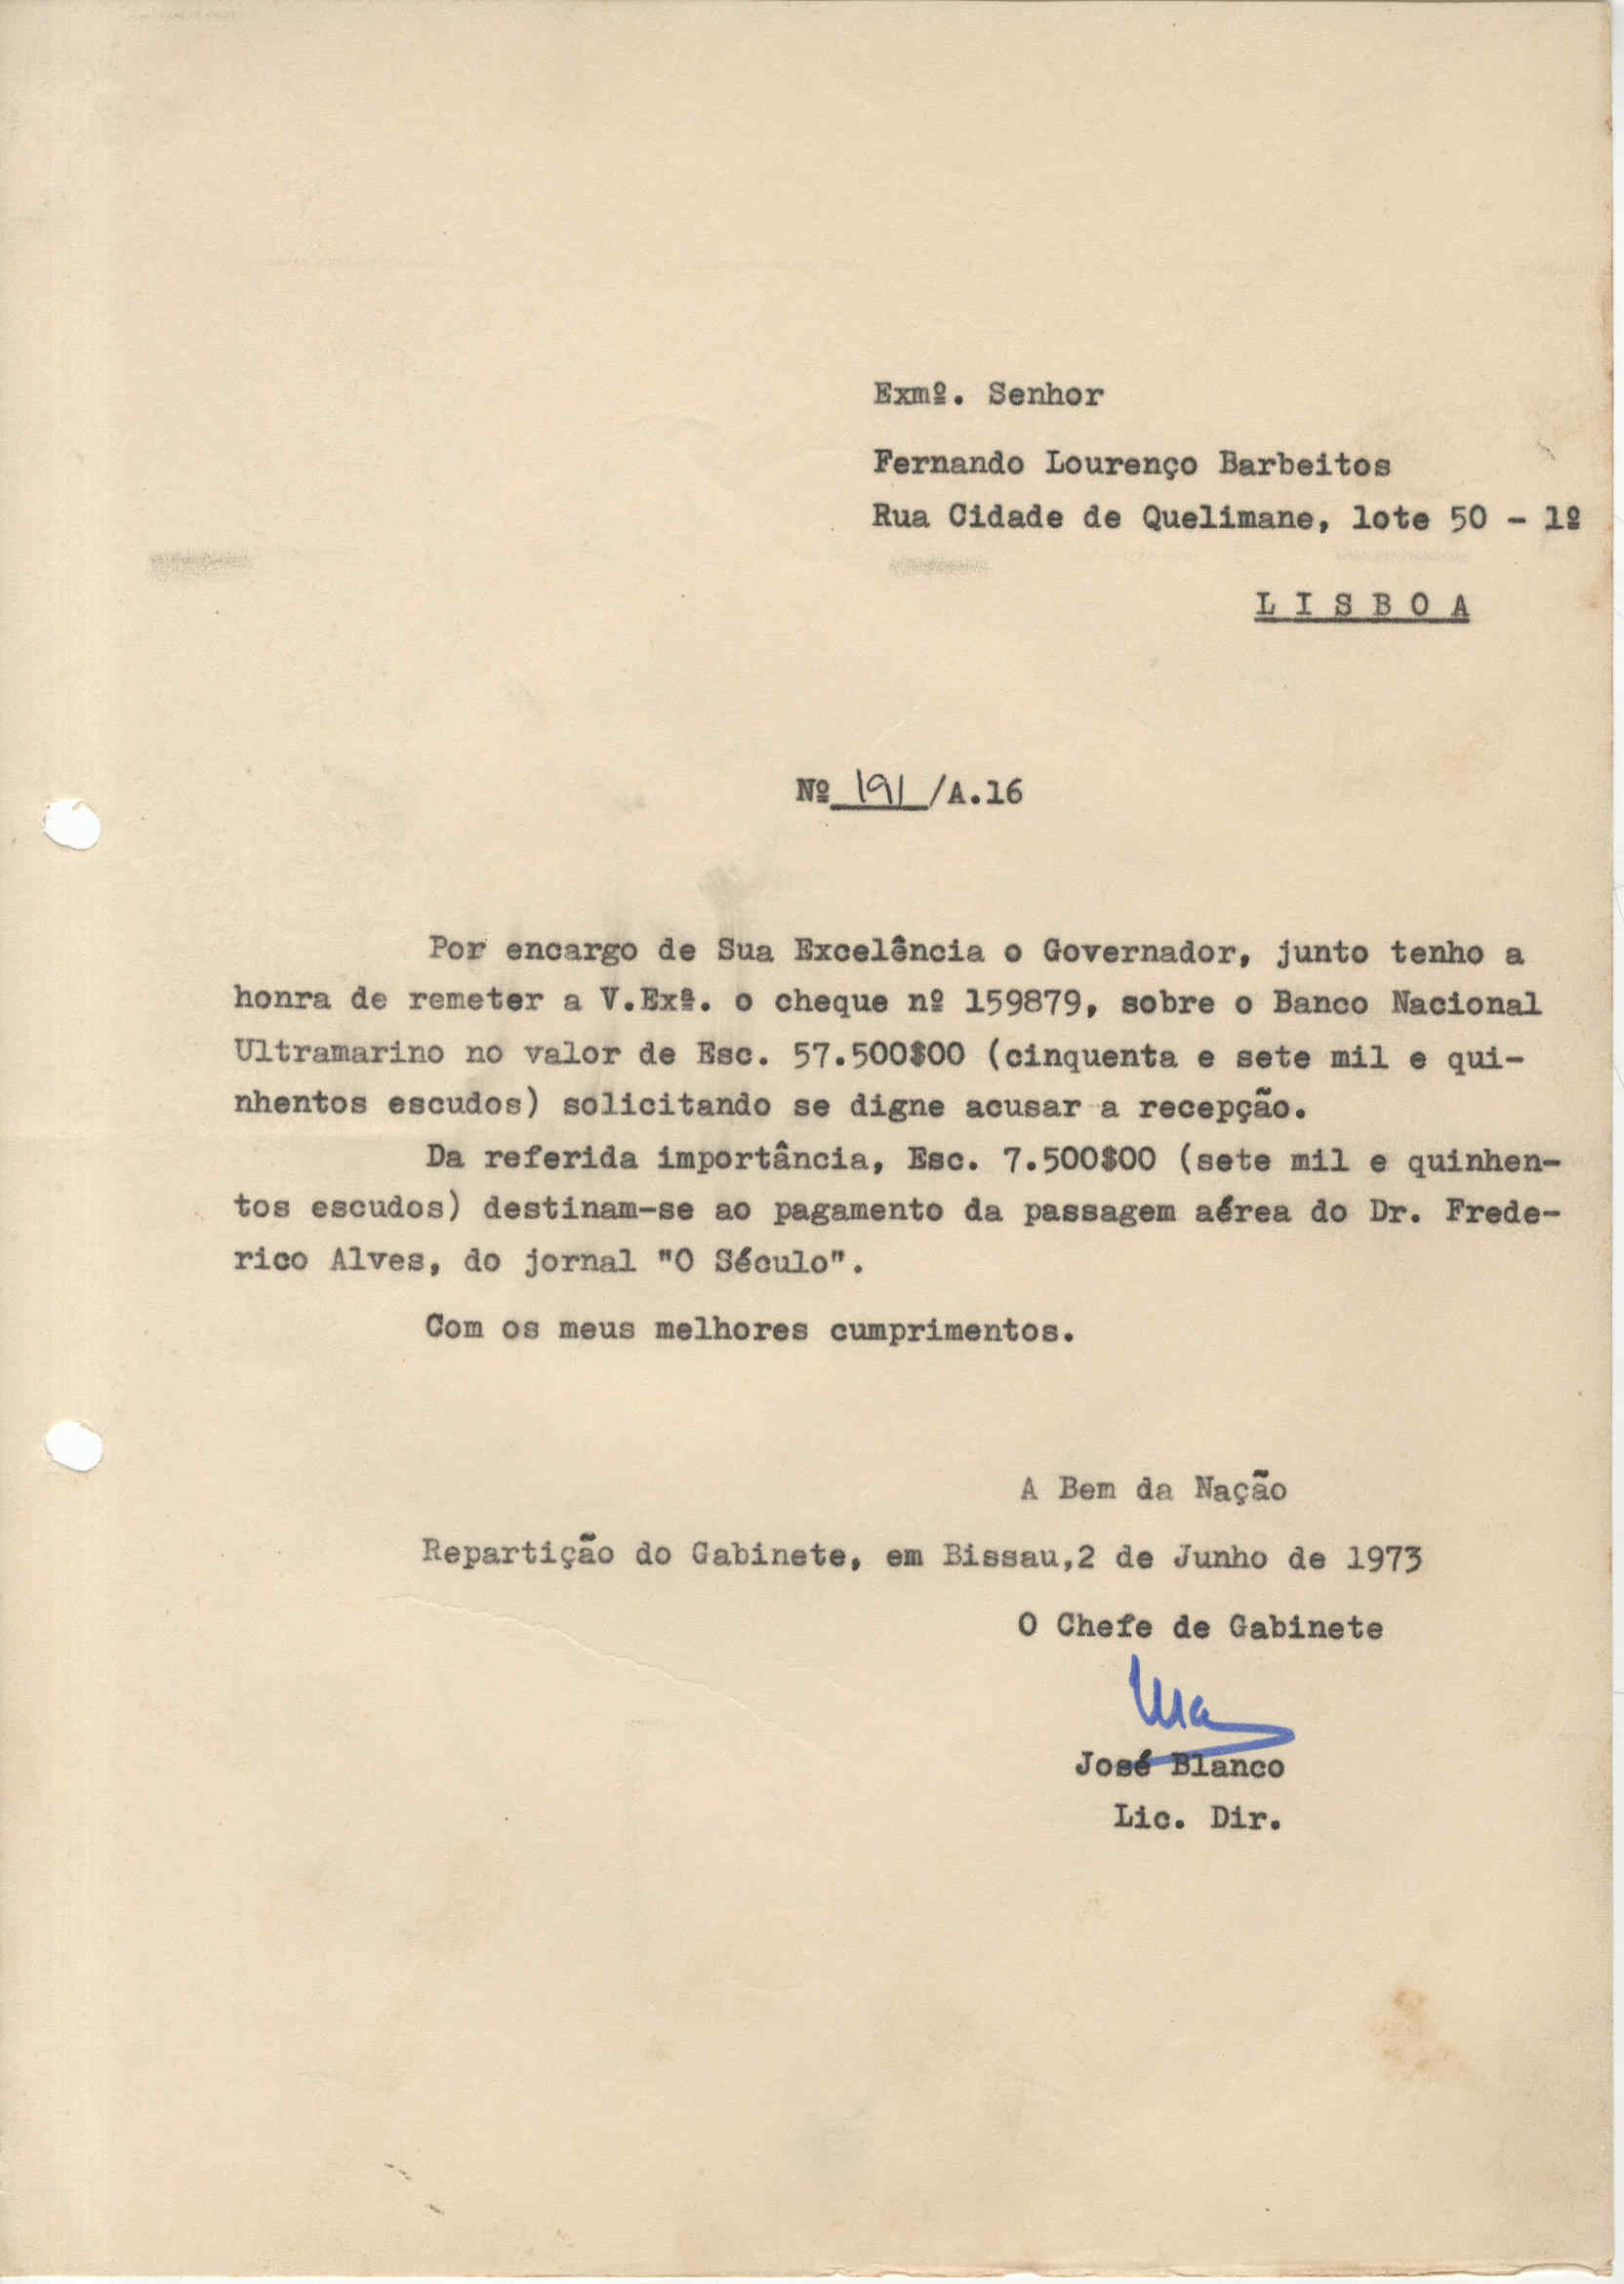 Exmº. Senhor
Fernando Lourenço Barbeitos
Rua Cidade de Quelimane, lote 50 - 1º
L I S B O A
Nº 191 /A.16
Por encargo de Sua Excelência o Governador, junto tenho a
honra de remeter a V.Exª. o cheque nº 159879, sobre o Banco Nacional
Ultramarino no valor de Esc. 57.500$00 (cinquenta e sete mil e qui-
nhentos escudos) solicitando se digne acusar a recepção.
Da referida importância, Esc. 7.500$00 (sete mil e quinhen-
tos escudos) destinam-se ao pagamento da passagem aérea do Dr. Frede-
rico Alves, do jornal "O Século".
Com os meus melhores cumprimentos.
A Bem da Nação
Repartição do Gabinete, em Bissau,2 de Junho de 1973
O Chefe de Gabinete
José Blanco
Lic. Dir.